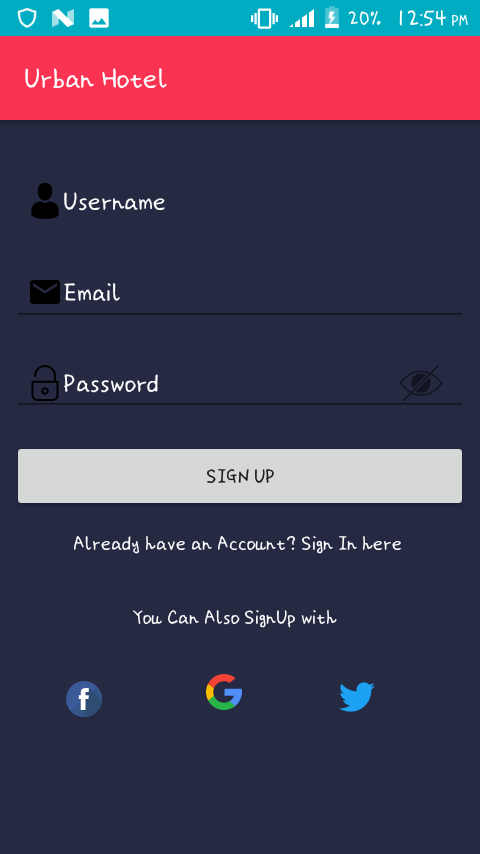 20% 12:54 PM
Urban Hotel
Username
Email
Password
SIGN UP
Already have an Account? Sign In here
You Can Also SignUp with